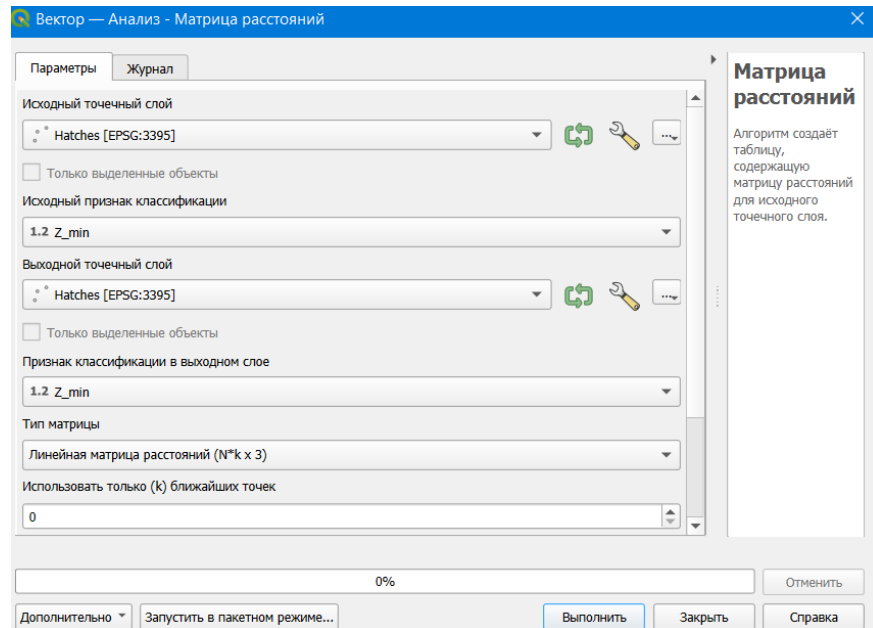 Вектор — Анализ - Матрица расстояний
Параметры
Журнал
Исходный точечный слой
Hatches [EPSG:3395]
...
Только выделенные объекты
Исходный признак классификации
1.2 Z_min
Выходной точечный слой
Hatches [EPSG:3395]
...
Только выделенные объекты
Признак классификации в выходном слое
1.2 Z_min
Тип матрицы
Линейная матрица расстояний (N*k x 3)
Использовать только (k) ближайших точек
0
Матрица
расстояний
Алгоритм создаёт
таблицу,
содержащую
матрицу расстояний
для исходного
точечного слоя.
0%
Отменить
Дополнительно
Запустить в пакетном режиме...
Выполнить
Закрыть
Справка